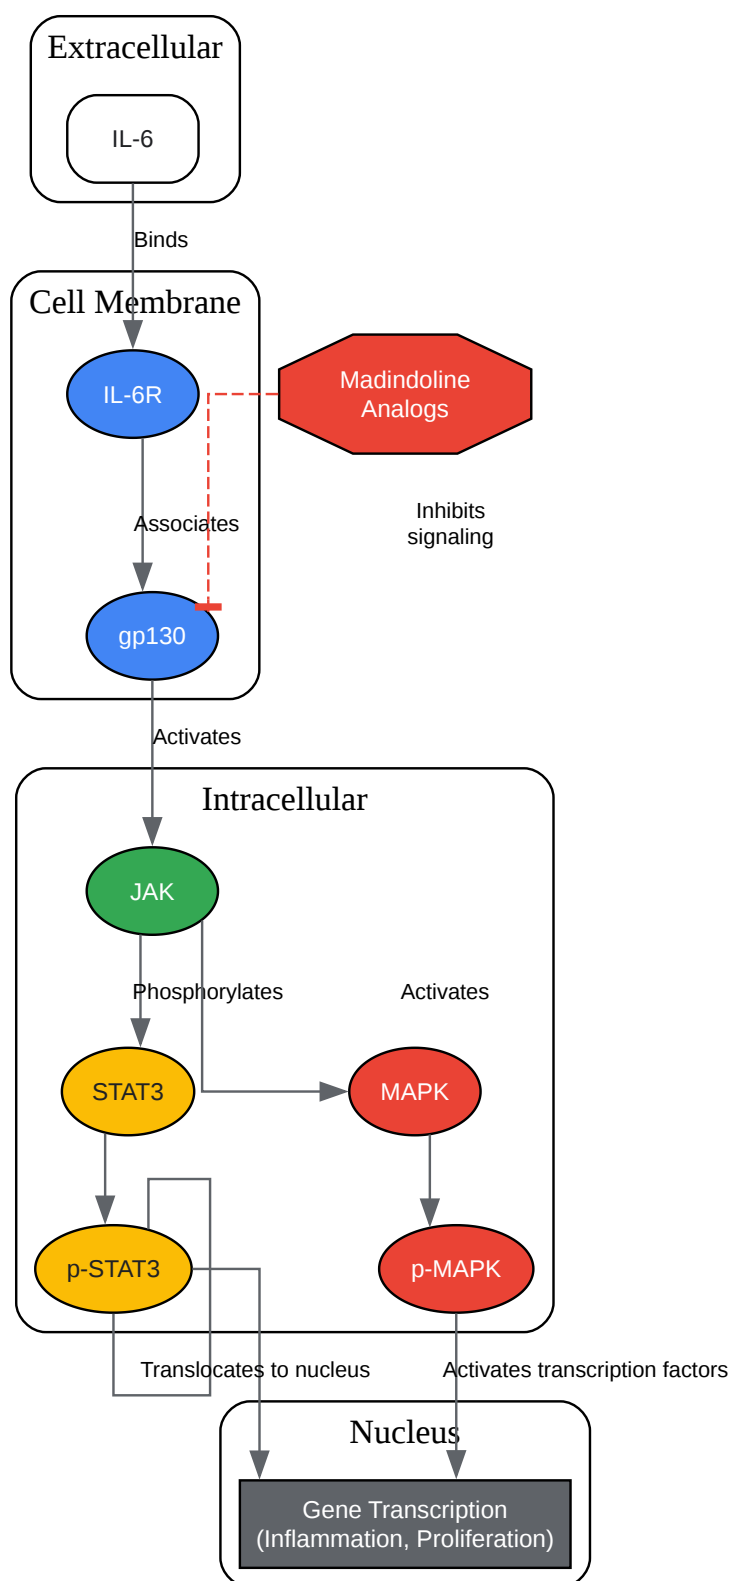 Extracellular
IL-6
Binds
Cell Membrane
IL-6R
Madindoline
Analogs
Associates
Inhibits
signaling
gp130
Activates
Intracellular
JAK
Phosphorylates
Activates
STAT3
MAPK
p-STAT3
p-MAPK
Translocates to nucleus
Activates transcription factors
Nucleus
Gene Transcription
(Inflammation, Proliferation)